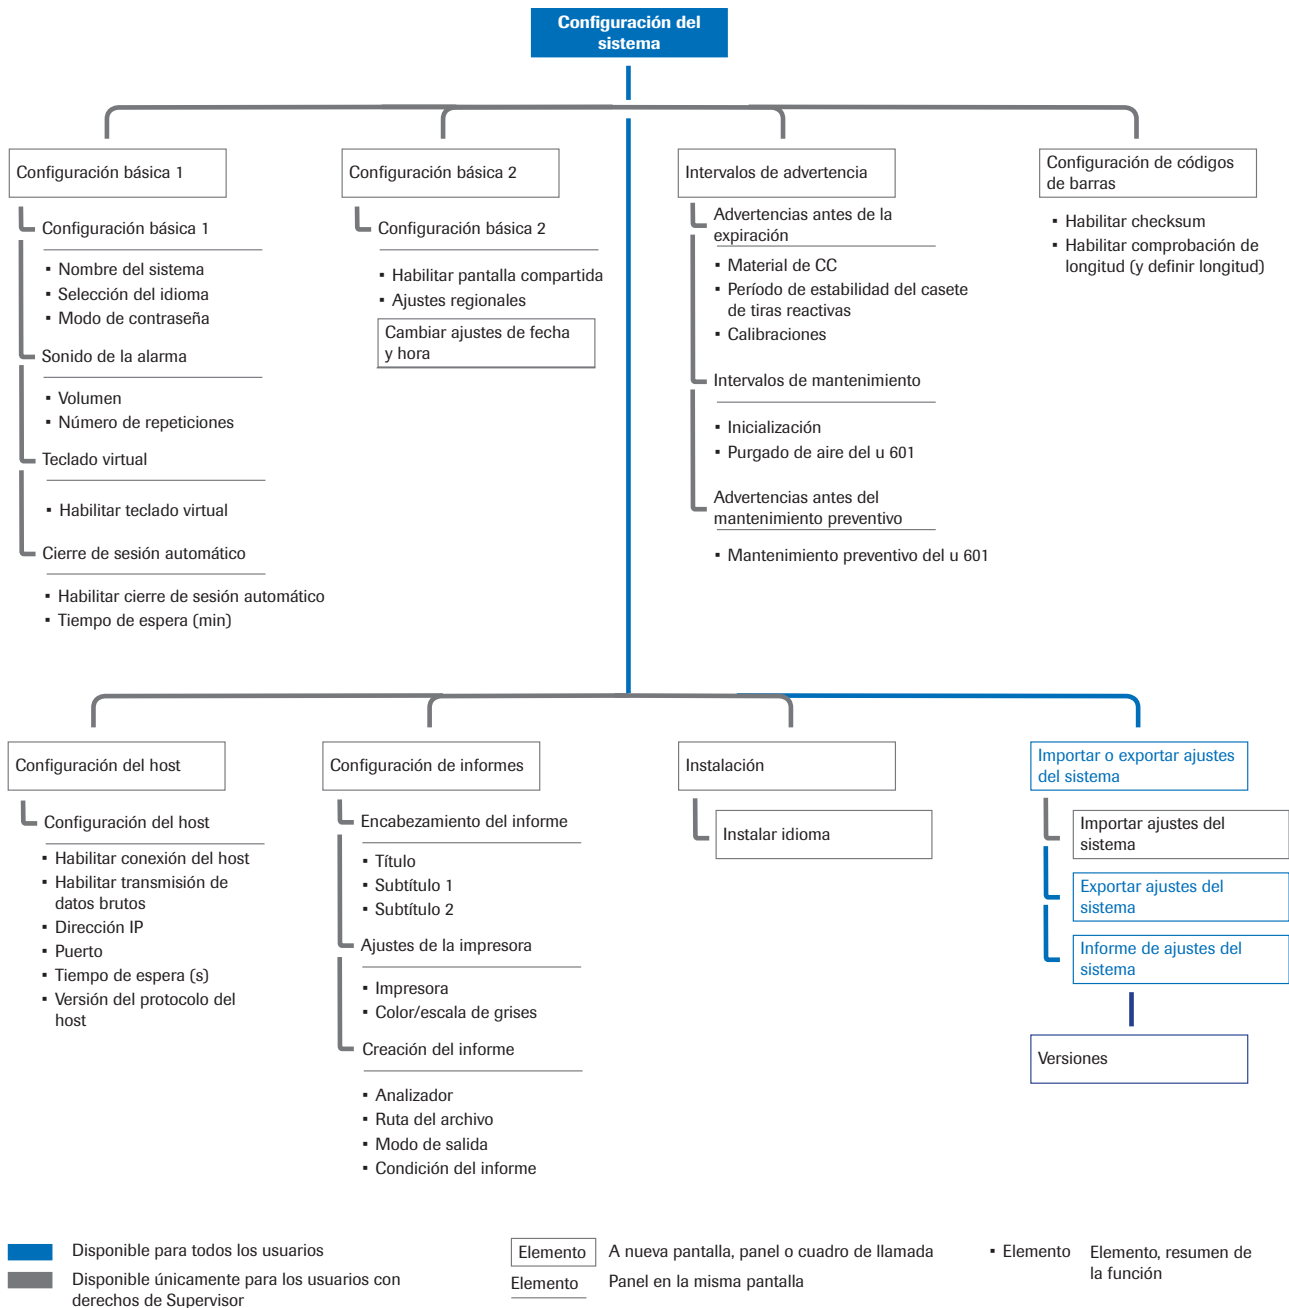 Configuración del
sistema
Configuración básica 1
Configuración básica 1
▪ Nombre del sistema
▪ Selección del idioma
▪ Modo de contraseña
Sonido de la alarma
▪ Volumen
▪ Número de repeticiones
Teclado virtual
▪ Habilitar teclado virtual
Cierre de sesión automático
▪ Habilitar cierre de sesión automático
▪ Tiempo de espera (min)
Configuración básica 2
Configuración básica 2
▪ Habilitar pantalla compartida
▪ Ajustes regionales
Cambiar ajustes de fecha
y hora
Intervalos de advertencia
Advertencias antes de la
expiración
▪ Material de CC
▪ Período de estabilidad del casete
de tiras reactivas
▪ Calibraciones
Intervalos de mantenimiento
▪ Inicialización
▪ Purgado de aire del u 601
Advertencias antes del
mantenimiento preventivo
▪ Mantenimiento preventivo del u 601
Configuración de códigos
de barras
▪ Habilitar checksum
▪ Habilitar comprobación de
longitud (y definir longitud)
Configuración del host
Configuración del host
▪ Habilitar conexión del host
▪ Habilitar transmisión de
datos brutos
▪ Dirección IP
▪ Puerto
▪ Tiempo de espera (s)
▪ Versión del protocolo del
host
Configuración de informes
Encabezamiento del informe
▪ Título
▪ Subtítulo 1
▪ Subtítulo 2
Ajustes de la impresora
▪ Impresora
▪ Color/escala de grises
Creación del informe
▪ Analizador
▪ Ruta del archivo
▪ Modo de salida
▪ Condición del informe
Instalación
Instalar idioma
Importar o exportar ajustes
del sistema
Importar ajustes del
sistema
Exportar ajustes del
sistema
Informe de ajustes del
sistema
Versiones
Disponible para todos los usuarios
Disponible únicamente para los usuarios con
derechos de Supervisor
Elemento A nueva pantalla, panel o cuadro de llamada
Elemento Panel en la misma pantalla
▪ Elemento Elemento, resumen de
la función